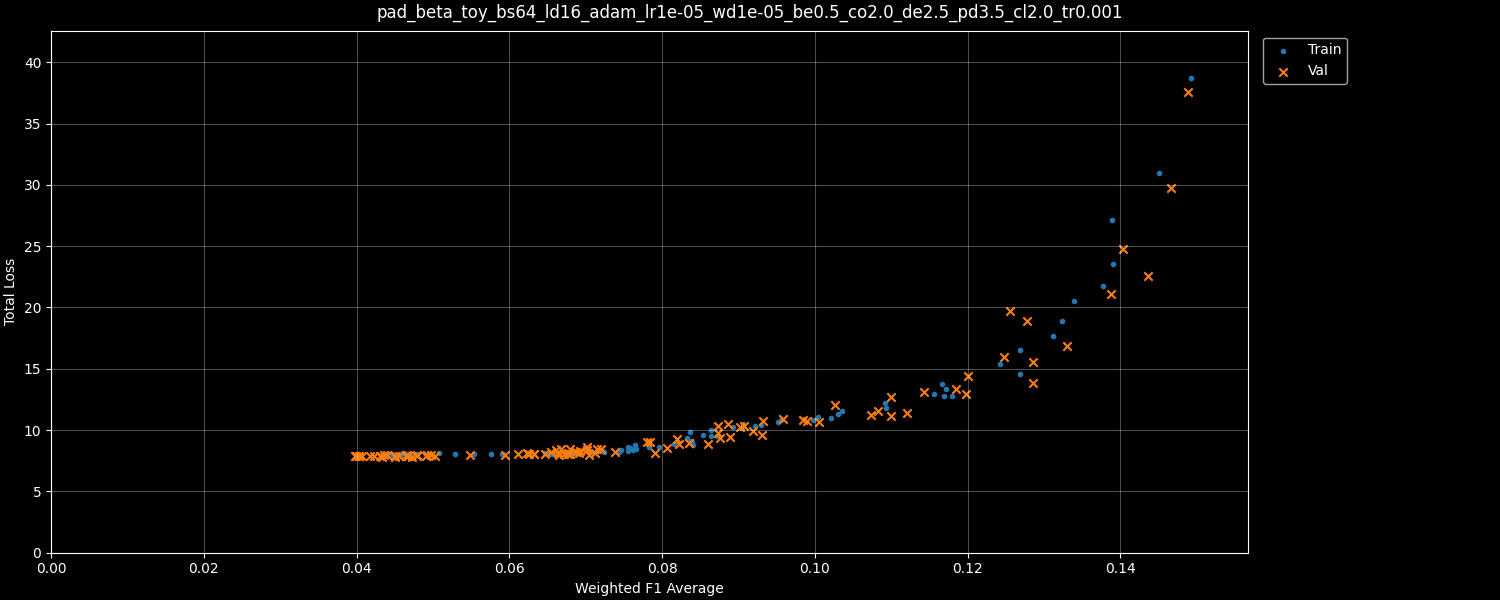 pad_beta_toy_bs64_ld16_adam_lr1e-05_wd1e-05_be0.5_co2.0_de2.5_pd3.5_cl2.0_tr0.001
Train
Val
40
35
30
25
20
15
10
5
0
Total Loss
0.00 0.02 0.04 0.06 0.08 0.10 0.12 0.14
Weighted F1 Average